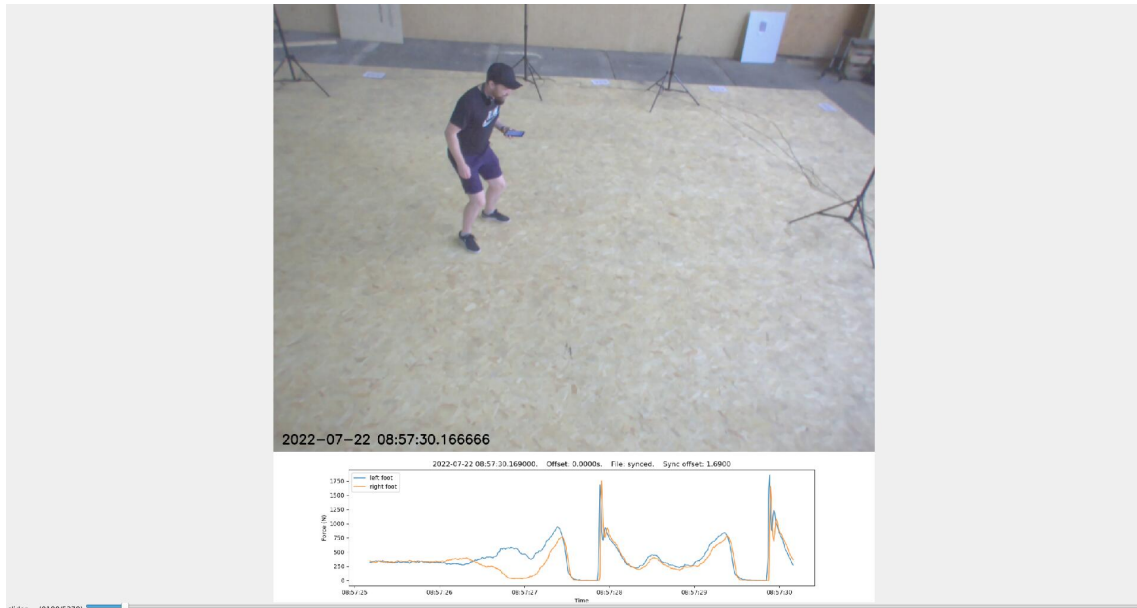 2022-07-22 08:57:30.166666
2022-07-22 08:57:30.169000.    Offset: 0.0000s.    File: synced.    Sync offset: 1.6900
left foot
right foot
Force (N)
1750
1500
1250
1000
750
500
250
0
08:57:25 08:57:26 08:57:27 08:57:28 08:57:29 08:57:30
Time